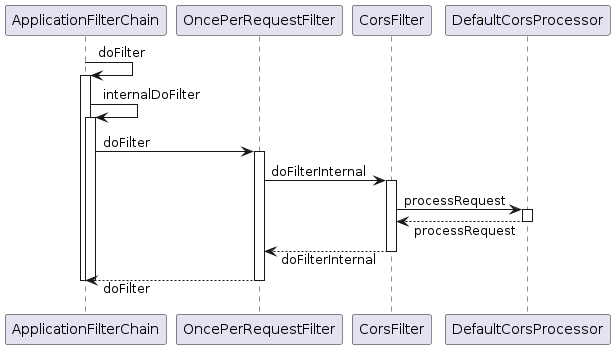 ApplicationFilterChain OncePerRequestFilter CorsFilter DefaultCorsProcessor
doFilter
internalDoFilter
doFilter
doFilterInternal
processRequest
processRequest
doFilterInternal
doFilter
ApplicationFilterChain OncePerRequestFilter CorsFilter DefaultCorsProcessor